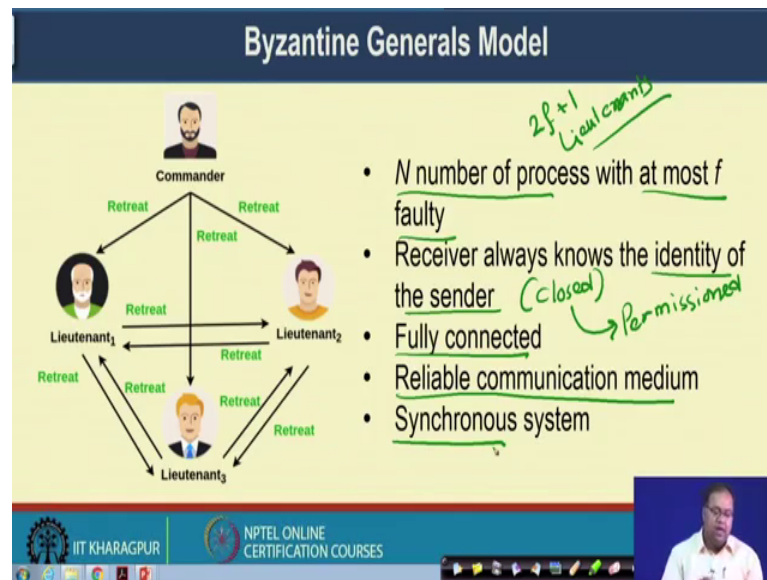 Byzantine Generals Model
2f+1
Lieutenants
Commander
Retreat
Retreat
Retreat
Lieutenant1
Retreat
Lieutenant2
Retreat
Retreat
Retreat
Retreat
Retreat
Lieutenant3
• N number of process with at most f
faulty
• Receiver always knows the identity of
the sender (closed)
Permissioned
• Fully connected
• Reliable communication medium
• Synchronous system
IIT KHARAGPUR
NPTEL ONLINE
CERTIFICATION COURSES